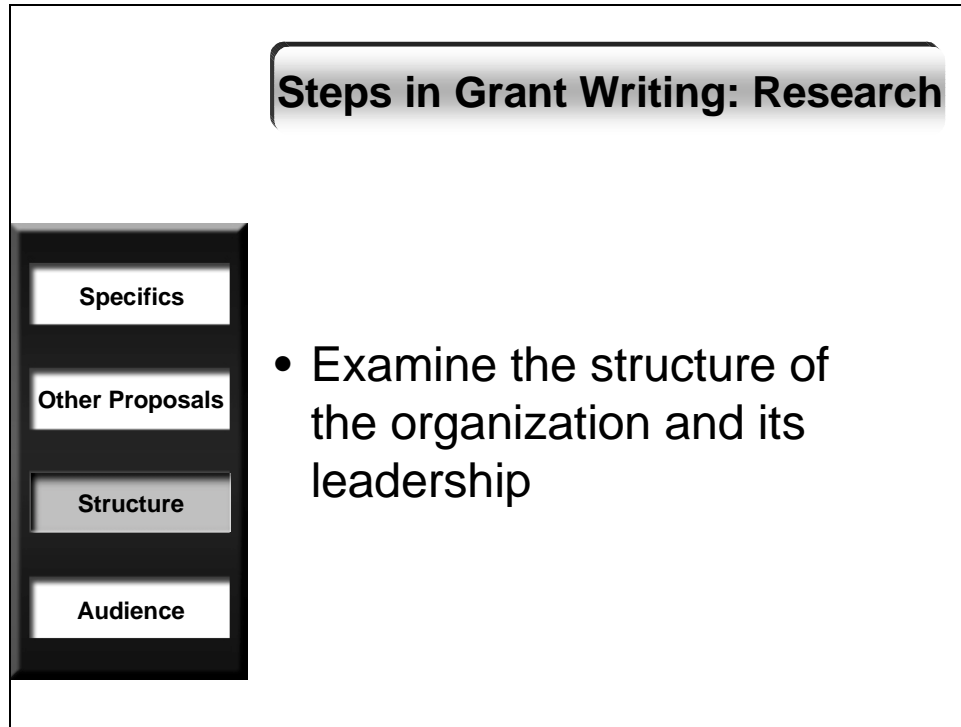 Steps in Grant Writing: Research
Specifics
Other Proposals
Structure
Audience
• Examine the structure of
the organization and its
leadership